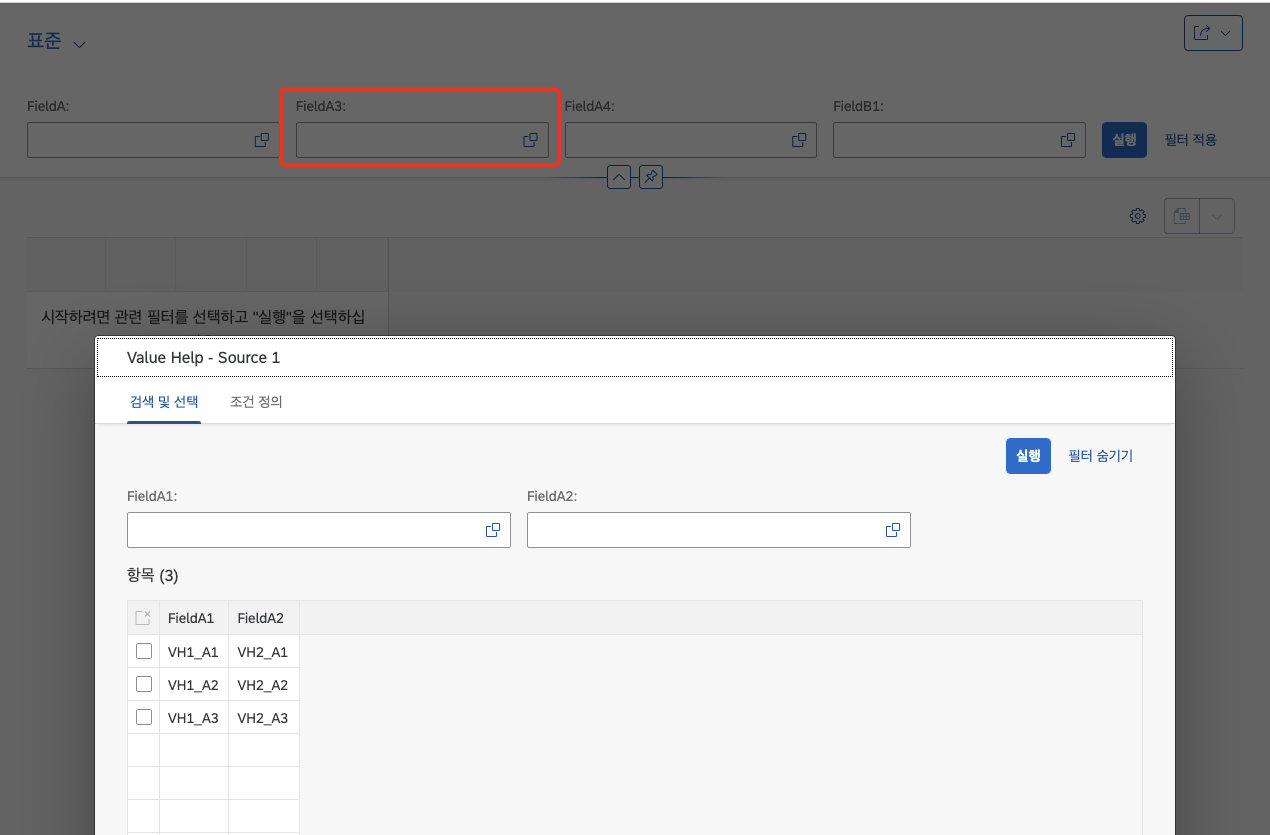 표준
FieldA:
FieldA3:
FieldA4:
FieldB1:
실행
필터 적용
시작하려면 관련 필터를 선택하고 "실행"을 선택하십
Value Help - Source 1
검색 및 선택
조건 정의
실행
필터 숨기기
FieldA1:
FieldA2:
항목 (3)
FieldA1 FieldA2
VH1_A1 VH2_A1
VH1_A2 VH2_A2
VH1_A3 VH2_A3